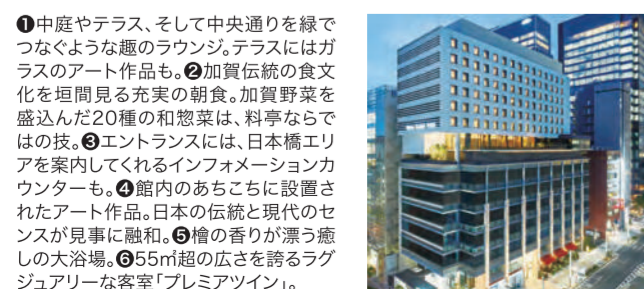 ❶中庭やテラス、そして中央通りを緑で
つなぐような趣のラウンジ。テラスにはガ
ラスのアート作品も。❷加賀伝統の食文
化を垣間見る充実の朝食。加賀野菜を
盛込んだ20種の和惣菜は、料亭ならで
はの技。❸エントランスには、日本橋エリ
アを案内してくれるインフォメーションカ
ウンターも。❹館内のあちこちに設置さ
れたアート作品。日本の伝統と現代のセ
ンスが見事に融和。❺檜の香りが漂う癒
しの大浴場。❻55㎡超の広さを誇るラグ
ジュアリーな客室「プレミアツイン」。